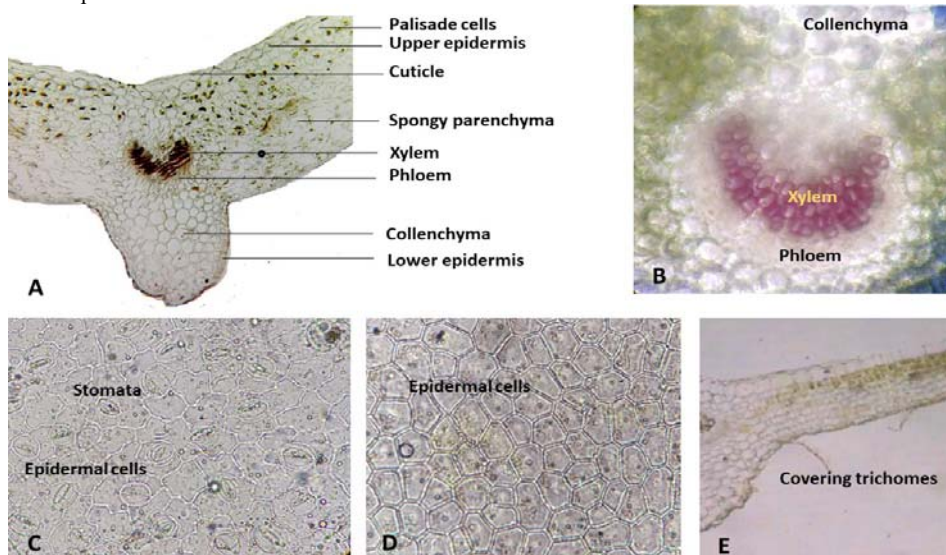 Palisade cells
Upper epidermis
Cuticle
Spongy parenchyma
Xylem
Phloem
Collenchyma
Lower epidermis
A
Collenchyma
Xylem
Phloem
B
Stomata
Epidermal cells
C
Epidermal cells
D
Covering trichomes
E